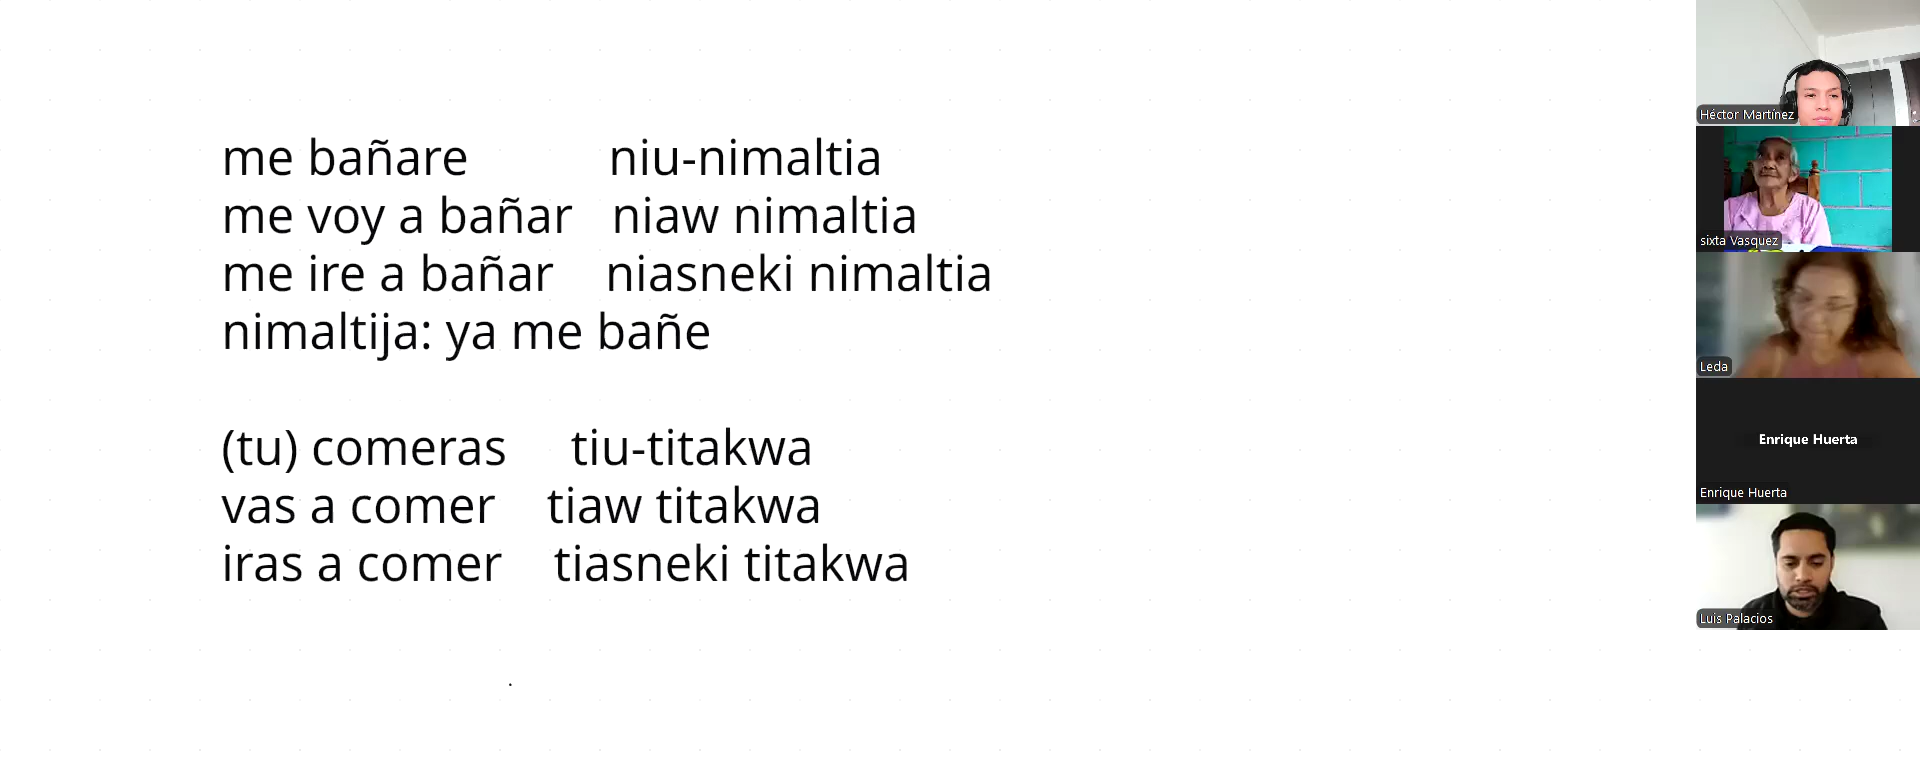 me bañare niu-nimaltia
me voy a bañar niaw nimaltia
me ire a bañar niasneki nimaltia
nimaltija: ya me bañe
(tu) comeras tiu-titakwa
vas a comer tiaw titakwa
iras a comer tiasneki titakwa
Héctor Martínez
sixta Vasquez
Leda
Enrique Huerta
Enrique Huerta
Luis Palacios